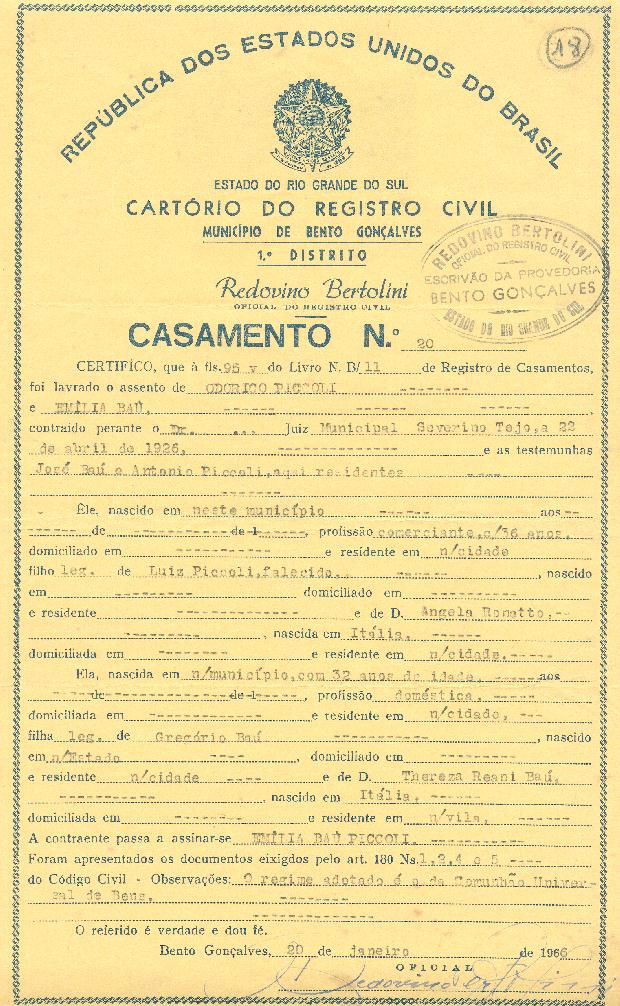 A8
REPÚBLICA DOS ESTADOS UNIDOS DO BRASIL
ESTADO DO RIO GRANDE DO SUL
CARTÓRIO DO REGISTRO CIVIL
MUNICÍPIO DE BENTO GONÇALVES
1.º DISTRITO
Redovino Bertolini
OFICIAL DO REGISTRO CIVIL
REDOVINO BERTOLINI
OFICIAL DO REGISTRO CIVIL
ESCRIVÃO DA PROVEDORIA
BENTO GONÇALVES
ESTADO DO RIO GRANDE DO SUL
CASAMENTO N.º 20
CERTIFÍCO, que à fls. 95 v do Livro N. B/11 de Registro de Casamentos,
foi lavrado o assento de ODORICO PICCOLI --------
e EMÍLIA BAÚ, ------ ------ ------,
contraido perante o Dr. ... Juiz Municipal Severino Tejo, a 22
de abril de 1926, -------------- e as testemunhas
José Baú e Antonio Piccoli, aqui residentes ----
-------
Êle, nascido em neste município ------ aos --
------ de ---------- de 1 ------, profissão comerciante, c/36 anos,
domiciliado em ----------- e residente em n/cidade
filho leg. de Luiz Piccoli, falecido. ------, nascido
em ----------- domiciliado em ----------
e residente -------------- e de D. Angela Romatto, --
-----------, nascida em Itália. ------
domiciliada em -------- e residente em n/cidade. -----
Ela, nascida em n/município, com 32 anos de idade, ------ aos
----- de --------------- de 1 ------, profissão doméstica. -----
domiciliada em ----------- e residente em n/cidade, ---
filha leg. de Gregório Baú -----------, nascido
em n/Estado ----, domiciliado em ---------
e residente n/cidade ---- e de D. Thereza Reani Baú,
-----------, nascida em Itália. ------
domiciliada em -------- e residente em n/vila. -----
A contraente passa a assinar-se EMÍLIA BAÚ PICCOLI. -----------
Foram apresentados os documentos eixigdos pelo art. 180 Ns. 1,2,4 e 5 ----
do Código Civil - Observações: O regime adotado é o da Comunhão Univer-
sal de Bens. --------
--------------
O referido é verdade e dou fé.
Bento Gonçalves, 20 de janeiro de 1966
OFICIAL
Redovino Bertolini